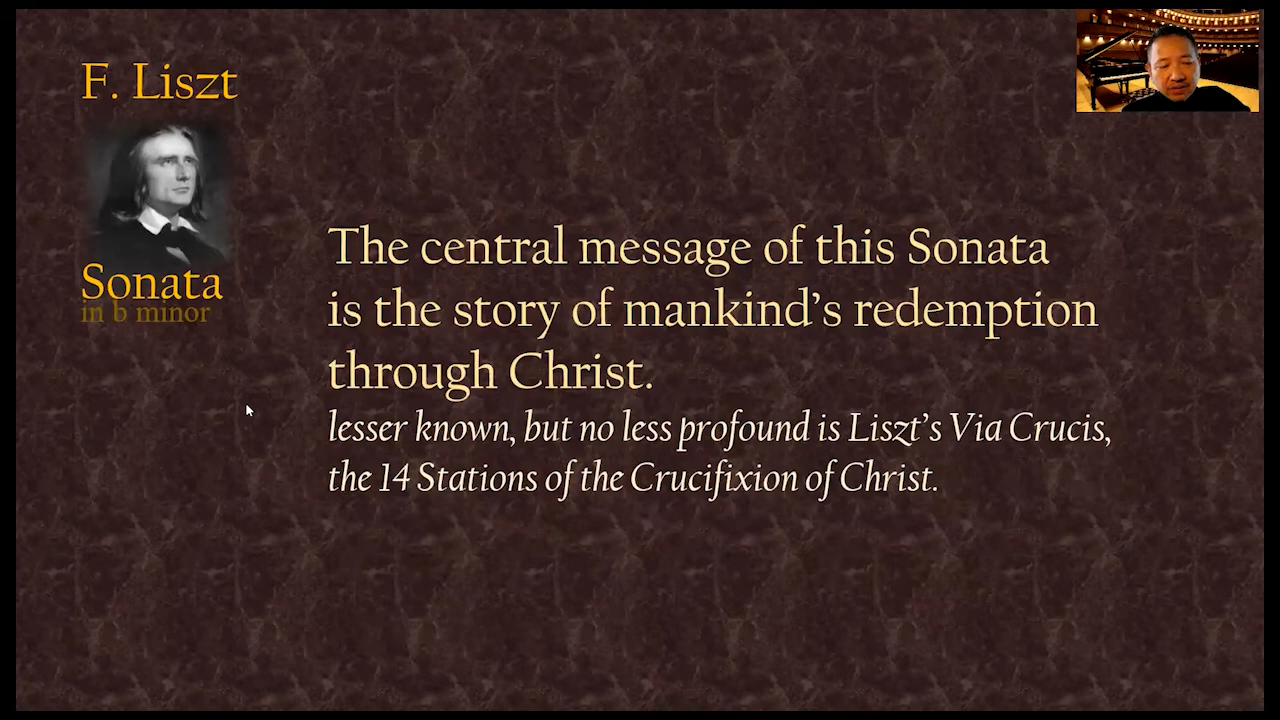 F. Liszt
Sonata
in b minor
The central message of this Sonata
is the story of mankind's redemption
through Christ.
lesser known, but no less profound is Liszt's Via Crucis,
the 14 Stations of the Crucifixion of Christ.